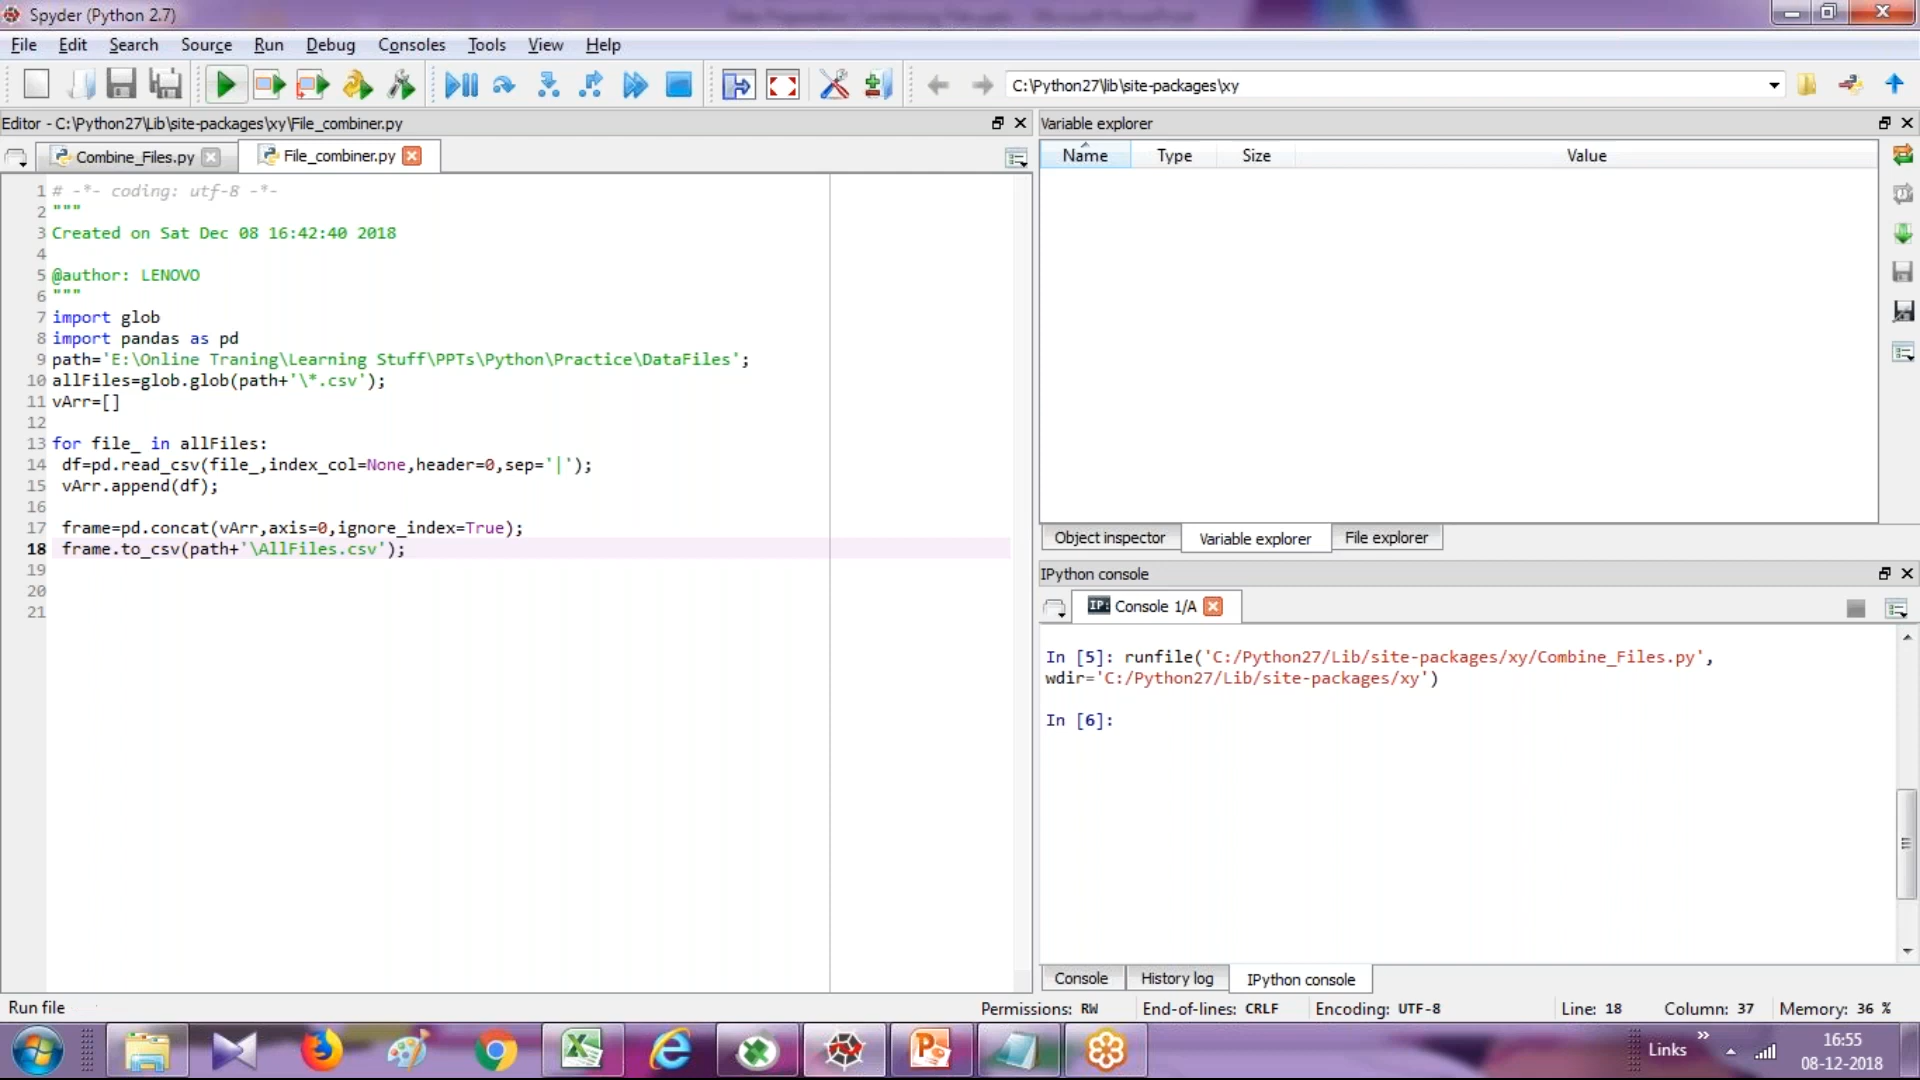 Spyder (Python 2.7)
File Edit Search Source Run Debug Consoles Tools View Help
C:\Python27\lib\site-packages\xy
Editor - C:\Python27\Lib\site-packages\xy\File_combiner.py
Combine_Files.py
File_combiner.py
1 # -*- coding: utf-8 -*-
2 """
3 Created on Sat Dec 08 16:42:40 2018
4
5 @author: LENOVO
6 """
7 import glob
8 import pandas as pd
9 path='E:\Online Traning\Learning Stuff\PPTs\Python\Practice\DataFiles';
10 allFiles=glob.glob(path+'\*.csv');
11 vArr=[]
12
13 for file_ in allFiles:
14  df=pd.read_csv(file_,index_col=None,header=0,sep='|');
15  vArr.append(df);
16
17  frame=pd.concat(vArr,axis=0,ignore_index=True);
18  frame.to_csv(path+'\AllFiles.csv');
19
20
21
Variable explorer
Name Type Size Value
Object inspector Variable explorer File explorer
IPython console
IP: Console 1/A
In [5]: runfile('C:/Python27/Lib/site-packages/xy/Combine_Files.py',
wdir='C:/Python27/Lib/site-packages/xy')
In [6]:
Console History log IPython console
Run file
Permissions: RW End-of-lines: CRLF Encoding: UTF-8 Line: 18 Column: 37 Memory: 36 %
Links
16:55
08-12-2018